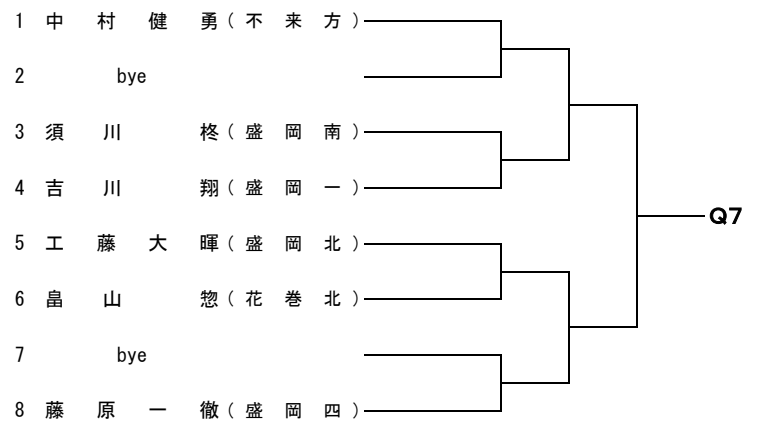 1 中村健勇(不来方)
2 bye
3 須川柊(盛岡南)
4 吉川翔(盛岡一)
Q7
5 工藤大暉(盛岡北)
6 畠山惣(花巻北)
7 bye
8 藤原一徹(盛岡四)